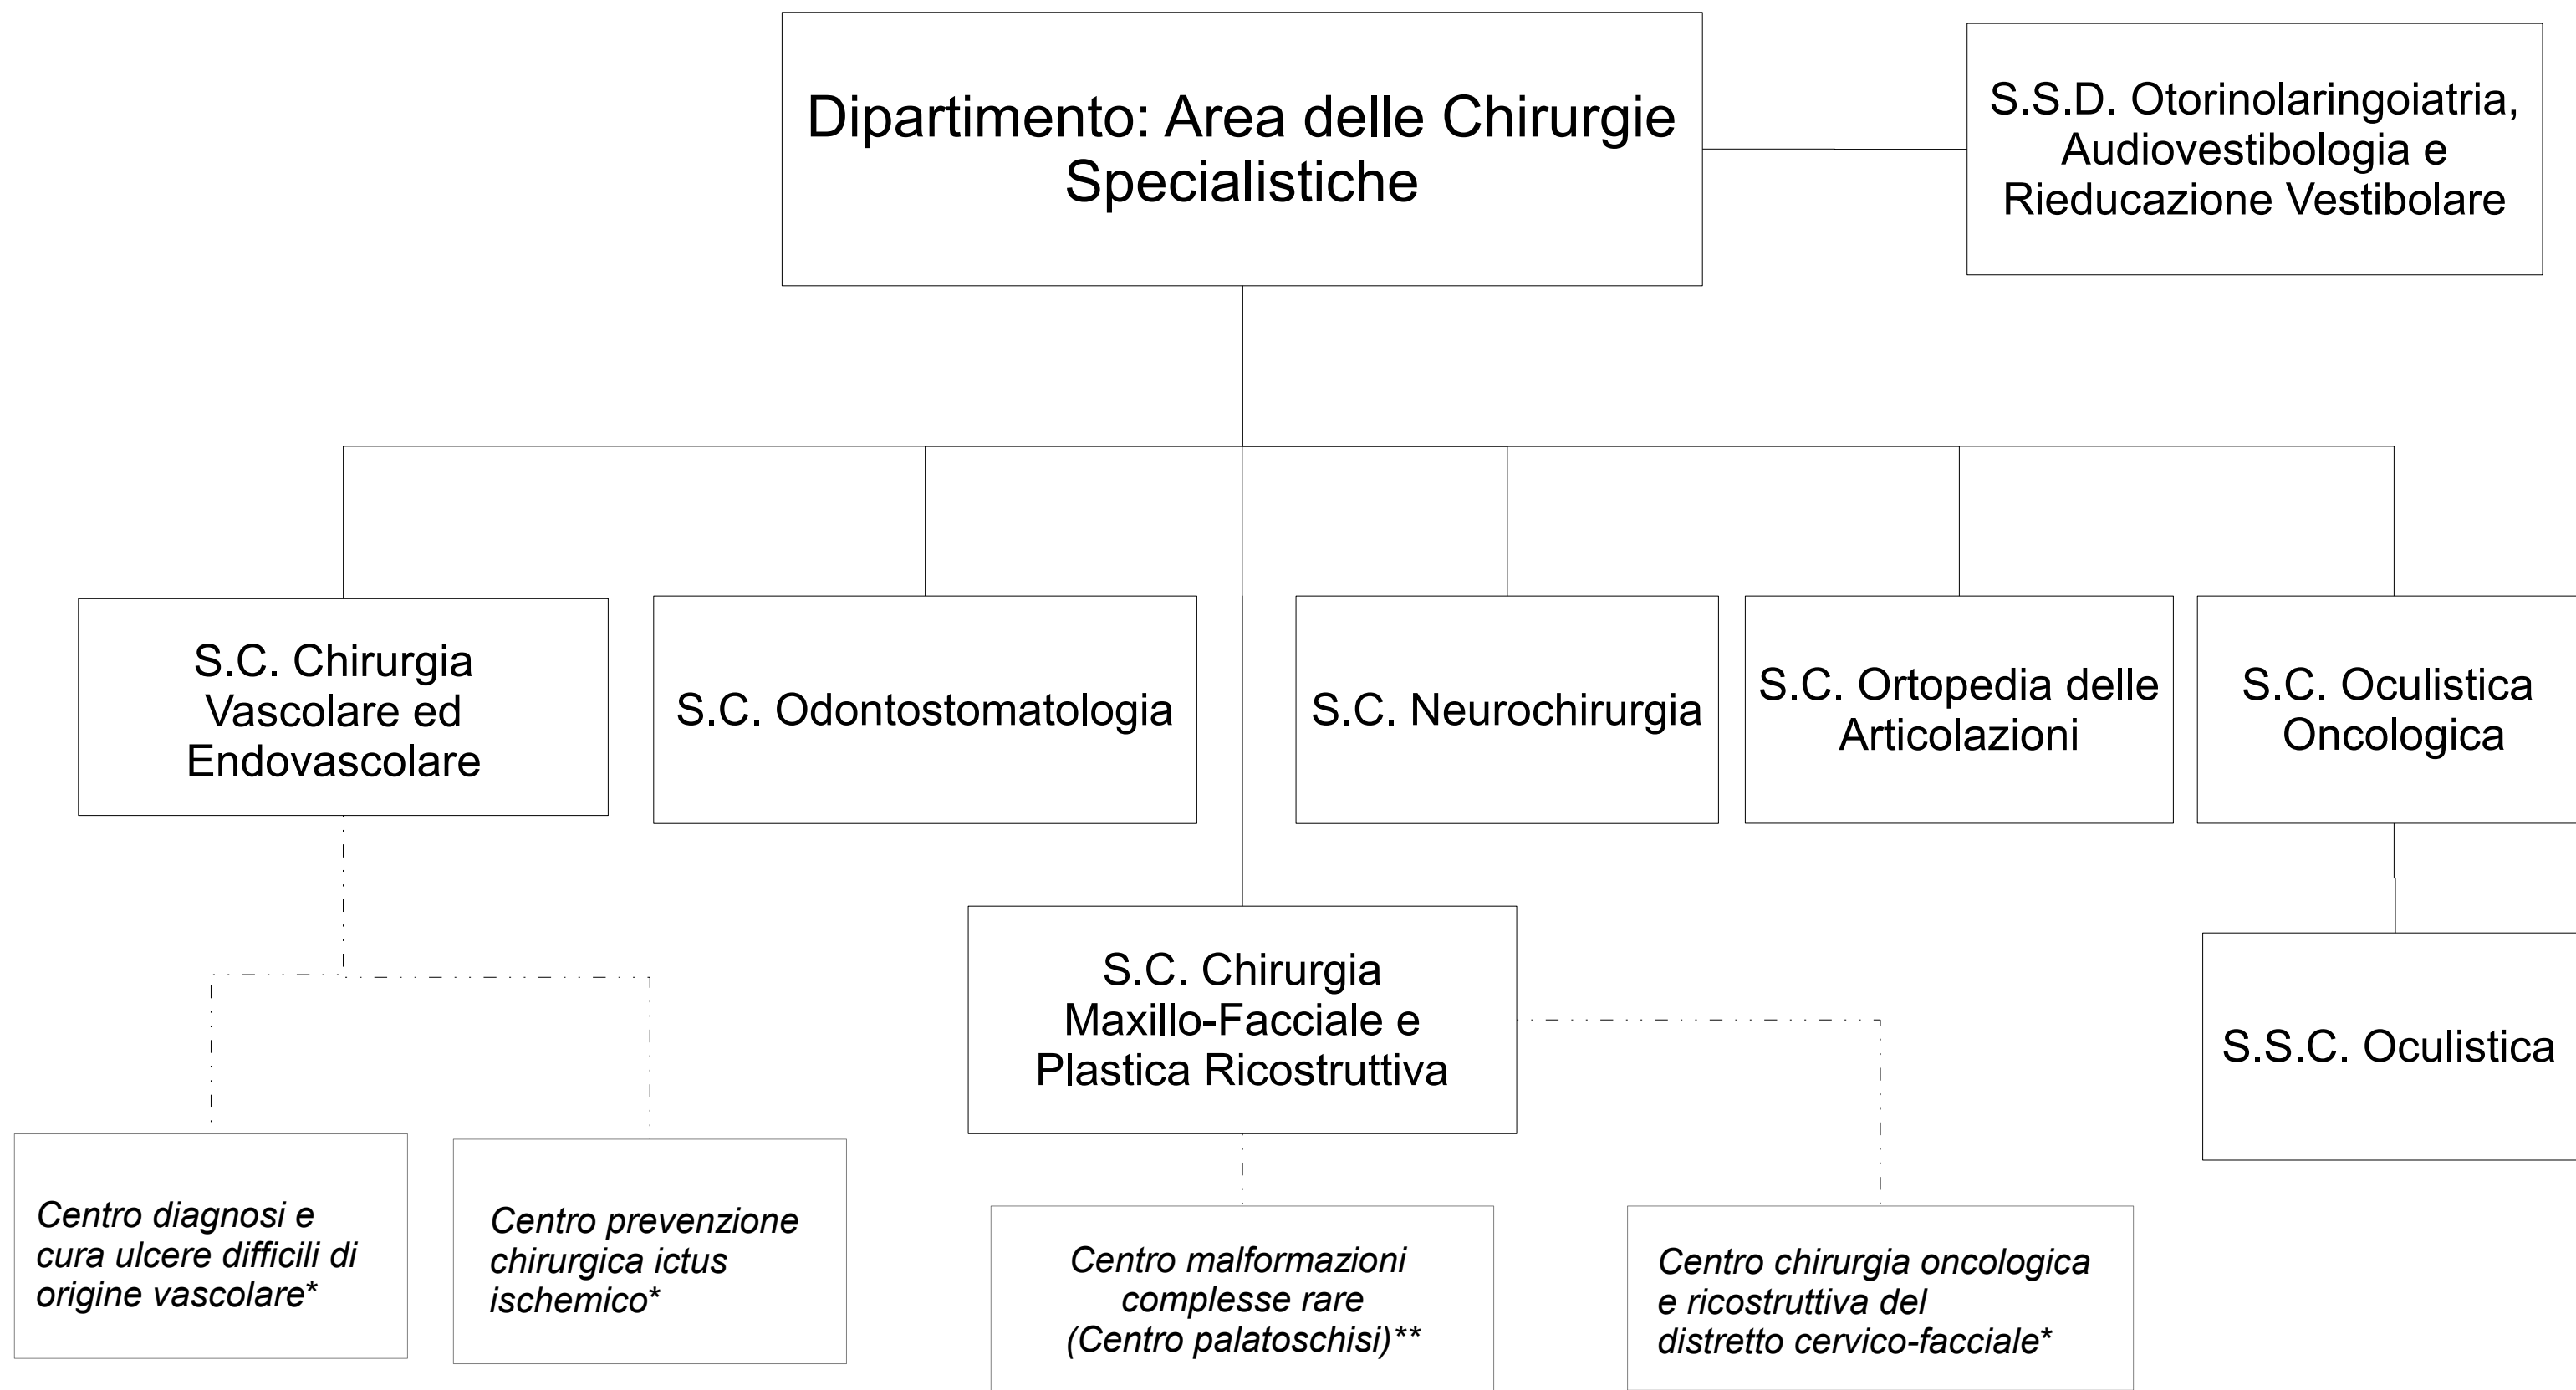 Dipartimento: Area delle Chirurgie
Specialistiche
S.S.D. Otorinolaringoiatria,
Audiovestibologia e
Rieducazione Vestibolare
S.C. Chirurgia
Vascolare ed
Endovascolare
S.C. Odontostomatologia
S.C. Neurochirurgia
S.C. Ortopedia delle
Articolazioni
S.C. Oculistica
Oncologica
S.C. Chirurgia
Maxillo-Facciale e
Plastica Ricostruttiva
S.S.C. Oculistica
Centro diagnosi e
cura ulcere difficili di
origine vascolare*
Centro prevenzione
chirurgica ictus
ischemico*
Centro malformazioni
complesse rare
(Centro palatoschisi)**
Centro chirurgia oncologica
e ricostruttiva del
distretto cervico-facciale*